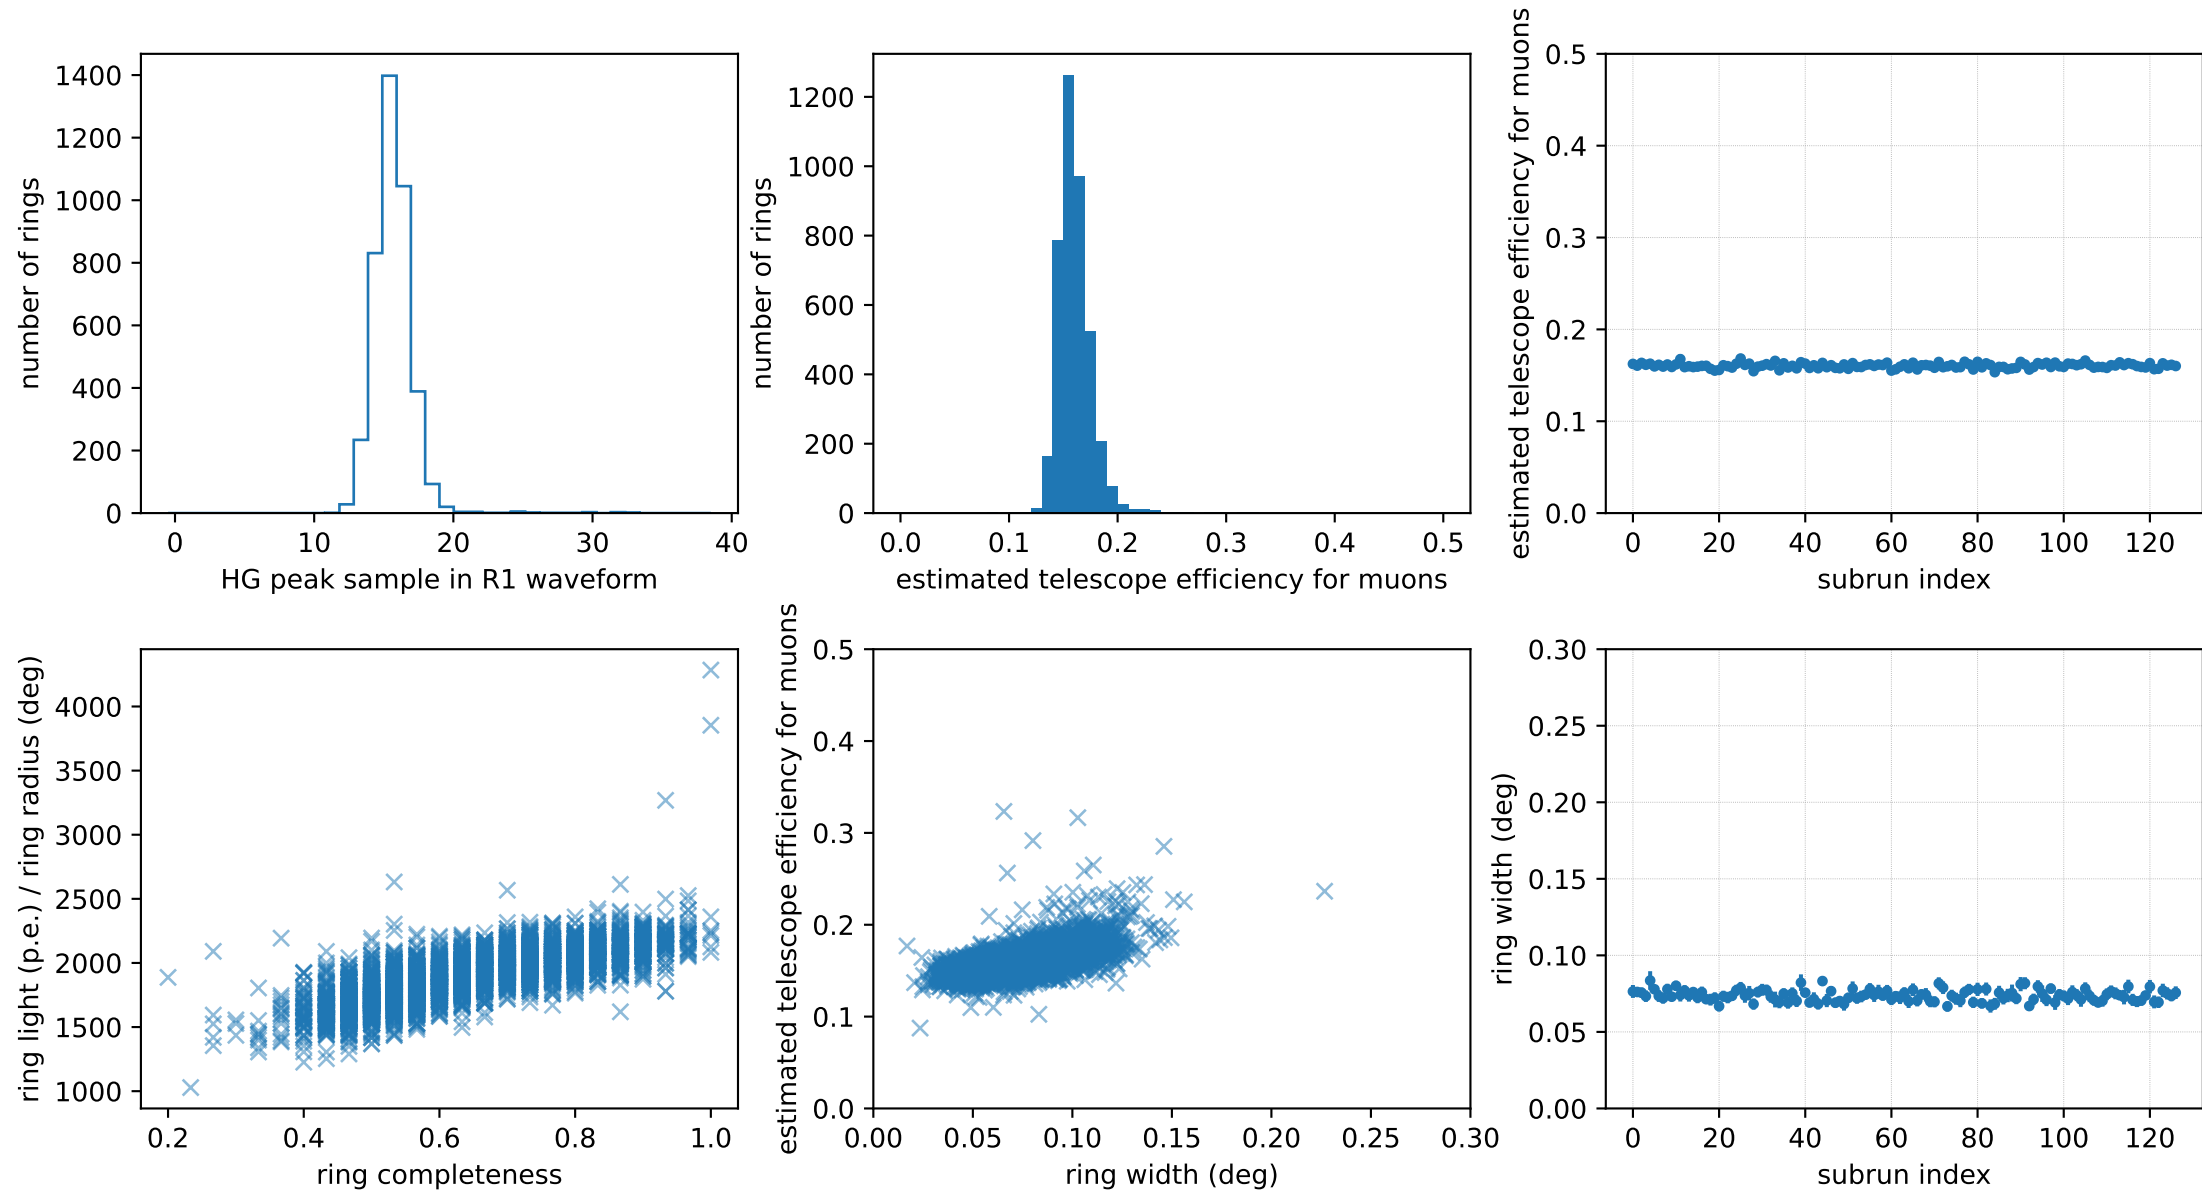 number of rings
1400
1200
1000
800
600
400
200
0
0 10 20 30 40
HG peak sample in R1 waveform
number of rings
1200
1000
800
600
400
200
0
0.0 0.1 0.2 0.3 0.4 0.5
estimated telescope efficiency for muons
estimated telescope efficiency for muons
0.5
0.4
0.3
0.2
0.1
0.0
0 20 40 60 80 100 120
subrun index
ring light (p.e.) / ring radius (deg)
4000
3500
3000
2500
2000
1500
1000
0.2 0.4 0.6 0.8 1.0
ring completeness
estimated telescope efficiency for muons
0.5
0.4
0.3
0.2
0.1
0.0
0.00 0.05 0.10 0.15 0.20 0.25 0.30
ring width (deg)
ring width (deg)
0.30
0.25
0.20
0.15
0.10
0.05
0.00
0 20 40 60 80 100 120
subrun index